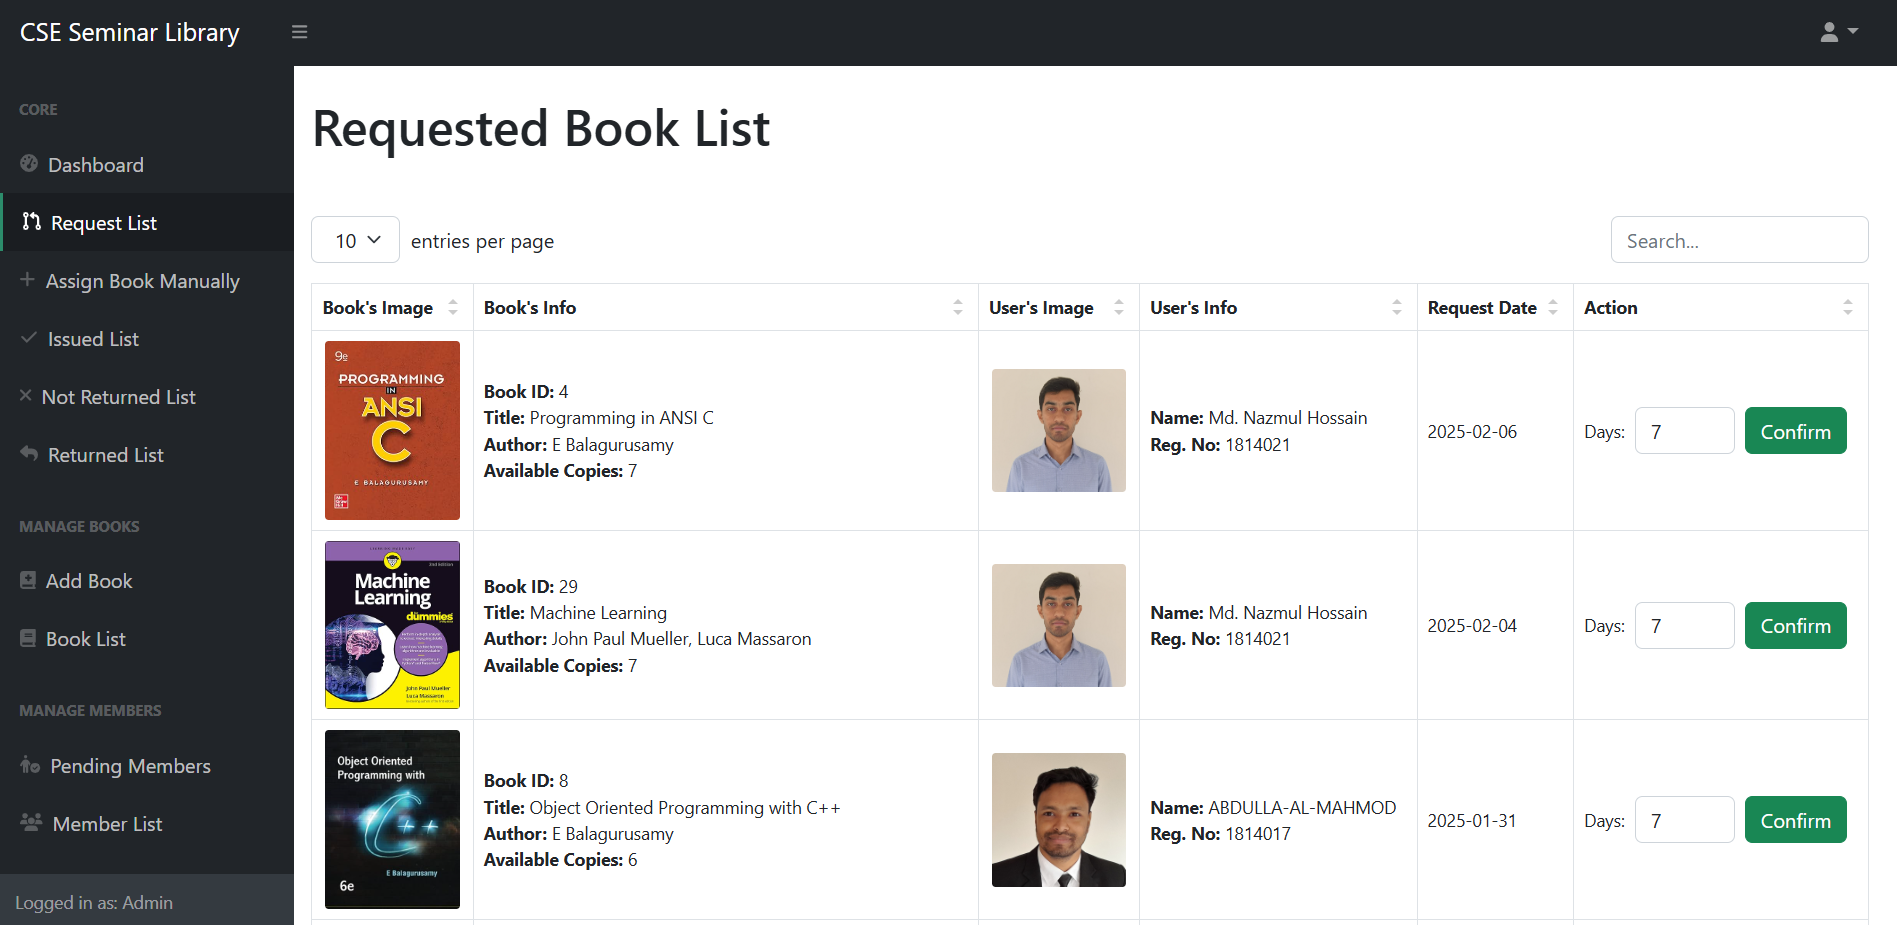 CSE Seminar Library
CORE
Dashboard
Request List
Assign Book Manually
Issued List
Not Returned List
Returned List
MANAGE BOOKS
Add Book
Book List
MANAGE MEMBERS
Pending Members
Member List
Logged in as: Admin
Requested Book List
10 entries per page
Search...
Book's Image Book's Info User's Image User's Info Request Date Action
9e
PROGRAMMING
IN
ANSI
C
E BALAGURUSAMY
Book ID: 4
Title: Programming in ANSI C
Author: E Balagurusamy
Available Copies: 7
Name: Md. Nazmul Hossain
Reg. No: 1814021
2025-02-06
Days: 7 Confirm
Machine
Learning
dummies
John Paul Mueller
Luca Massaron
Book ID: 29
Title: Machine Learning
Author: John Paul Mueller, Luca Massaron
Available Copies: 7
Name: Md. Nazmul Hossain
Reg. No: 1814021
2025-02-04
Days: 7 Confirm
Object Oriented
Programming with
C++
E Balagurusamy
6e
Book ID: 8
Title: Object Oriented Programming with C++
Author: E Balagurusamy
Available Copies: 6
Name: ABDULLA-AL-MAHMOD
Reg. No: 1814017
2025-01-31
Days: 7 Confirm